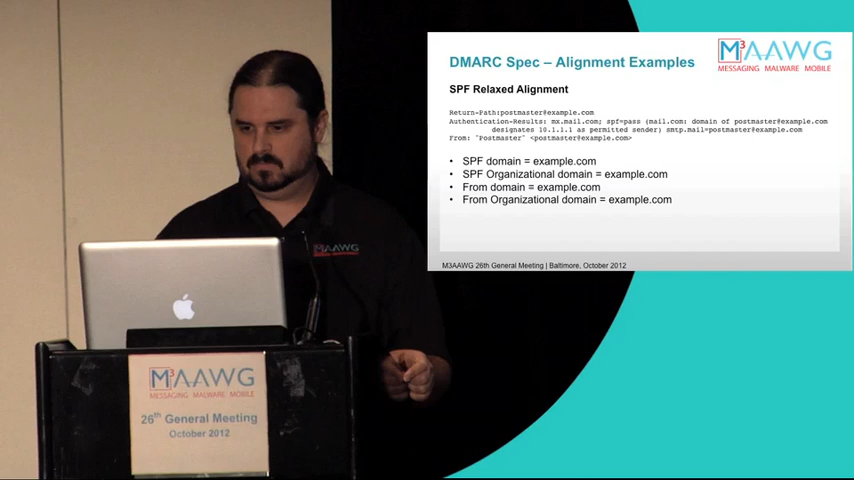 DMARC Spec – Alignment Examples
M3AAWG
MESSAGING MALWARE MOBILE
SPF Relaxed Alignment
Return-Path:postmaster@example.com
Authentication-Results: mx.mail.com; spf=pass (mail.com: domain of postmaster@example.com
designates 10.1.1.1 as permitted sender) smtp.mail=postmaster@example.com
From: "Postmaster" <postmaster@example.com>
• SPF domain = example.com
• SPF Organizational domain = example.com
• From domain = example.com
• From Organizational domain = example.com
M3AAWG 26th General Meeting | Baltimore, October 2012
MAAWG
M3AAWG
MESSAGING MALWARE MOBILE
26th General Meeting
October 2012